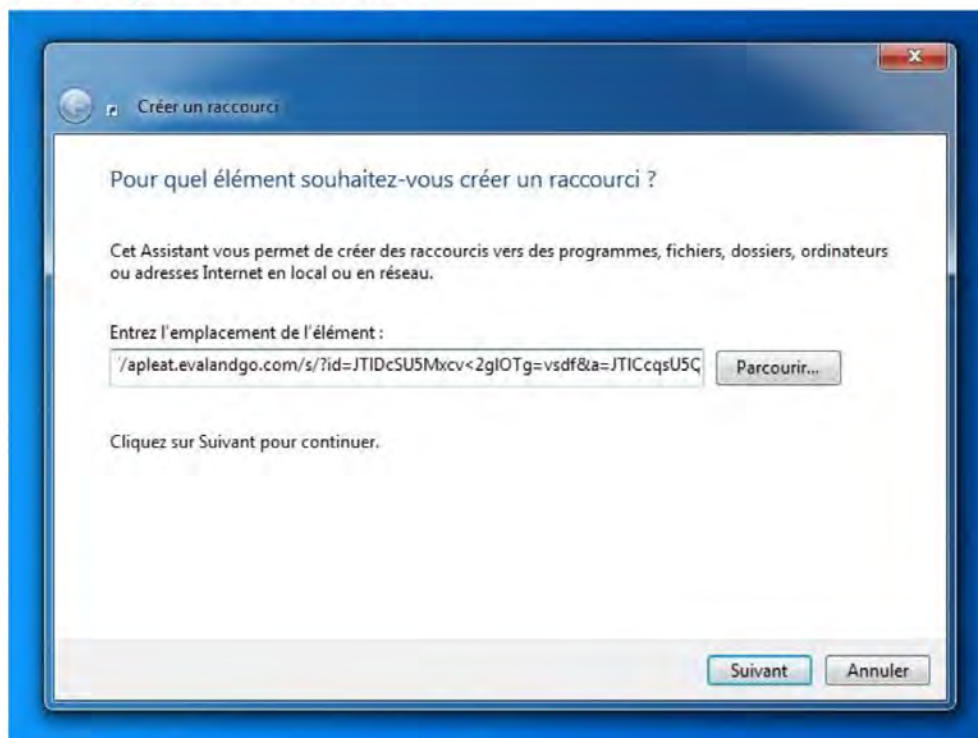 Créer un raccourci
Pour quel élément souhaitez-vous créer un raccourci ?
Cet Assistant vous permet de créer des raccourcis vers des programmes, fichiers, dossiers, ordinateurs
ou adresses Internet en local ou en réseau.
Entrez l'emplacement de l'élément :
/apleat.evalandgo.com/s/?id=JTIDcSU5Mxcv<2glOTg=vsdf&a=JTICcqsU5Ç
Parcourir...
Cliquez sur Suivant pour continuer.
Suivant
Annuler